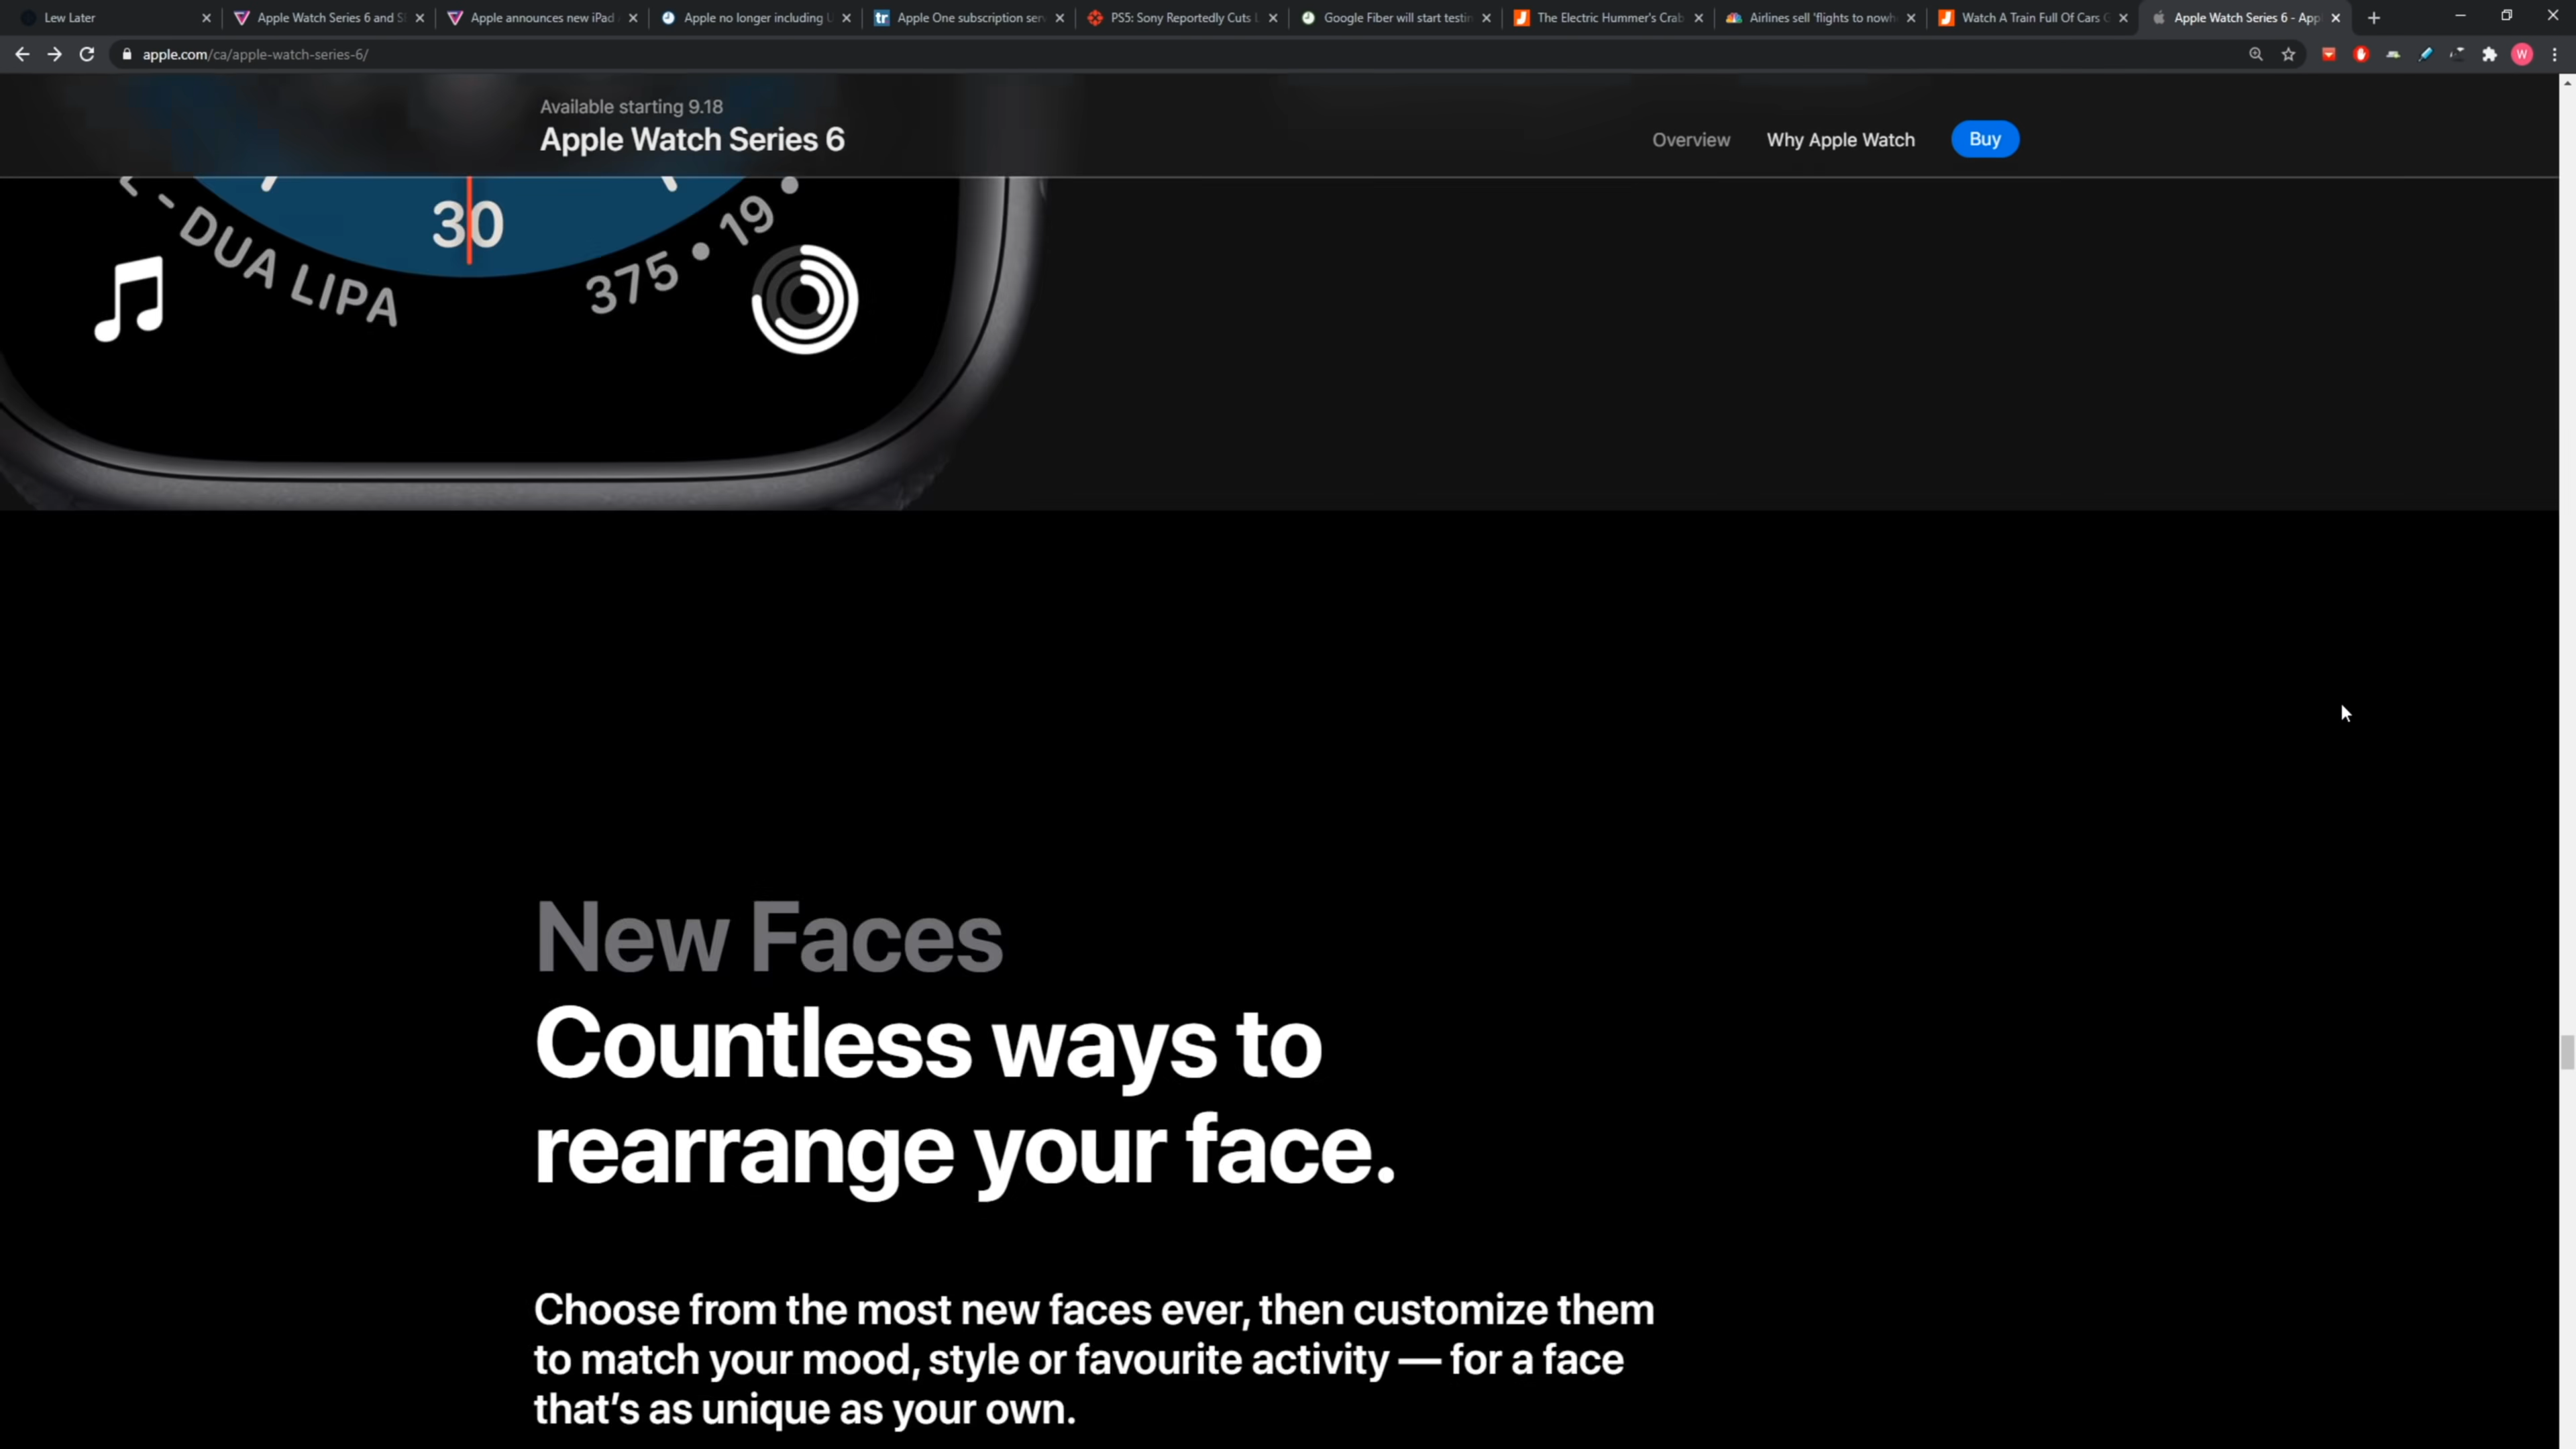 Lew Later
Apple Watch Series 6 and S
Apple announces new iPad
Apple no longer including
Apple One subscription ser
PS5: Sony Reportedly Cuts
Google Fiber will start testin
The Electric Hummer's Crab
Airlines sell 'flights to nowh
Watch A Train Full Of Cars
Apple Watch Series 6 - App
apple.com/ca/apple-watch-series-6/
W
Available starting 9.18
Apple Watch Series 6
Overview
Why Apple Watch
Buy
30
DUA LIPA
375 • 19 •
New Faces
Countless ways to
rearrange your face.
Choose from the most new faces ever, then customize them
to match your mood, style or favourite activity — for a face
that's as unique as your own.